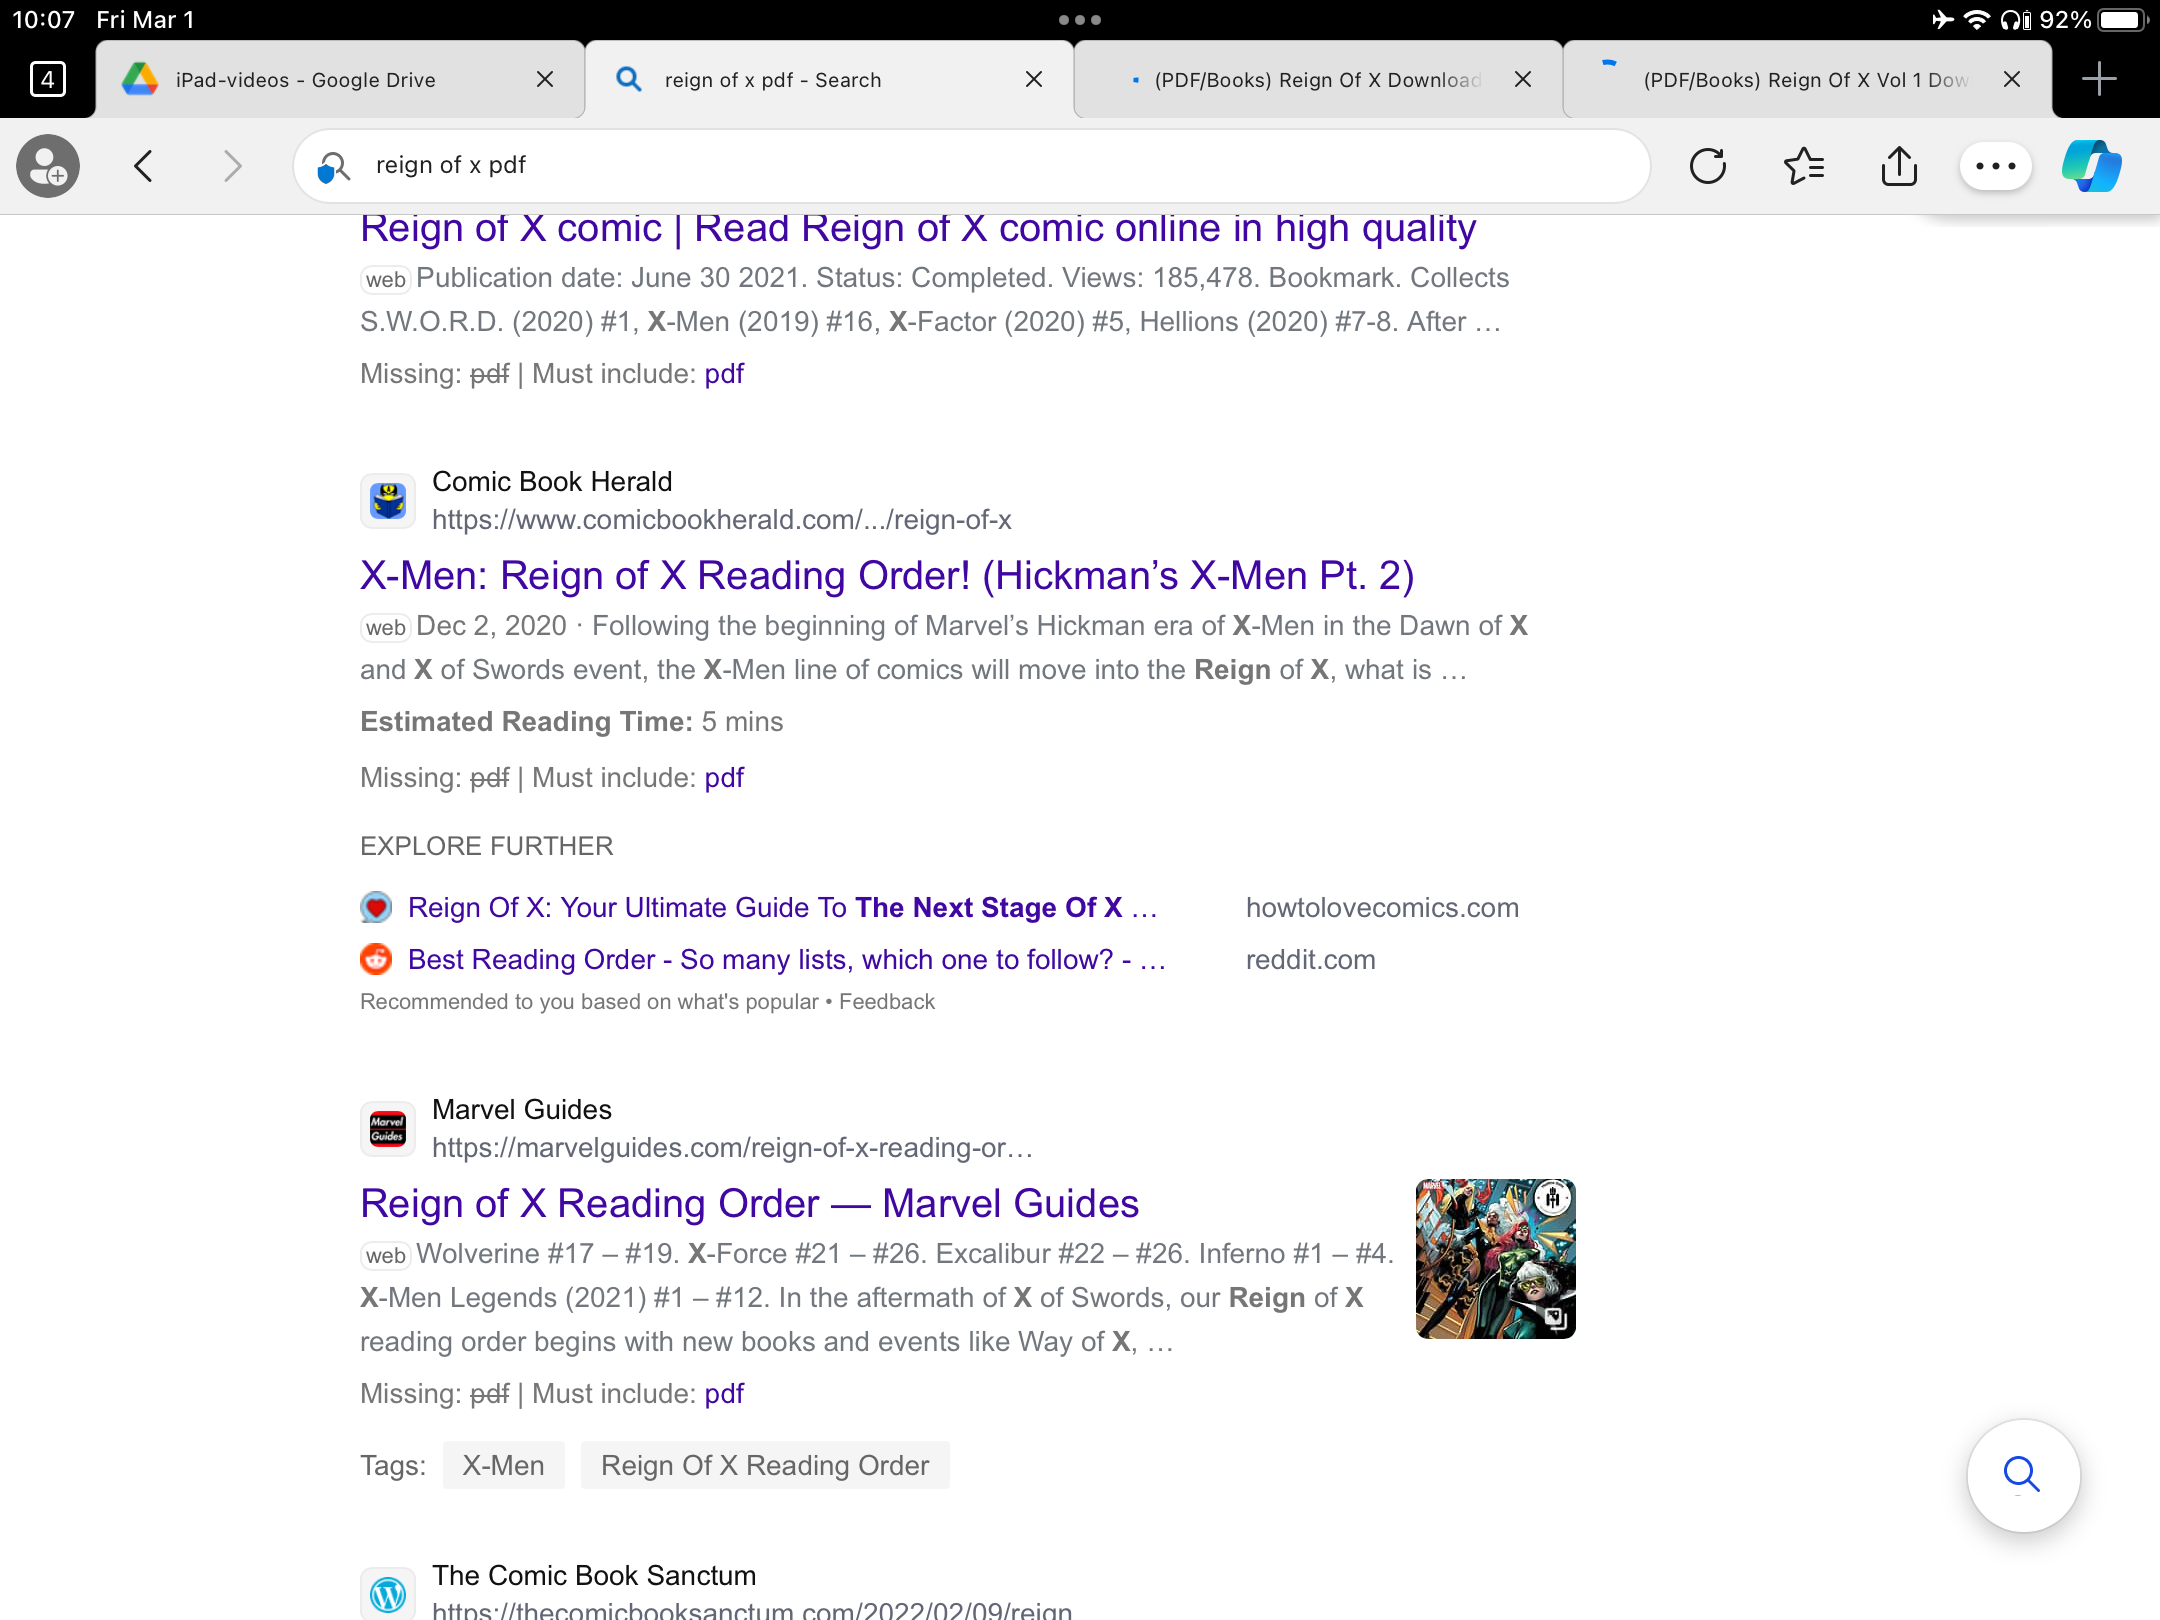 10:07 Fri Mar 1
92%
4
iPad-videos - Google Drive
reign of x pdf - Search
(PDF/Books) Reign Of X Download
(PDF/Books) Reign Of X Vol 1 Dow
reign of x pdf
Reign of X comic | Read Reign of X comic online in high quality
web Publication date: June 30 2021. Status: Completed. Views: 185,478. Bookmark. Collects
S.W.O.R.D. (2020) #1, X-Men (2019) #16, X-Factor (2020) #5, Hellions (2020) #7-8. After …
Missing: pdf | Must include: pdf
Comic Book Herald
https://www.comicbookherald.com/.../reign-of-x
X-Men: Reign of X Reading Order! (Hickman’s X-Men Pt. 2)
web Dec 2, 2020 · Following the beginning of Marvel’s Hickman era of X-Men in the Dawn of X
and X of Swords event, the X-Men line of comics will move into the Reign of X, what is …
Estimated Reading Time: 5 mins
Missing: pdf | Must include: pdf
EXPLORE FURTHER
Reign Of X: Your Ultimate Guide To The Next Stage Of X … howtolovecomics.com
Best Reading Order - So many lists, which one to follow? - … reddit.com
Recommended to you based on what's popular • Feedback
Marvel Guides
Marvel Guides
https://marvelguides.com/reign-of-x-reading-or…
Reign of X Reading Order — Marvel Guides
web Wolverine #17 – #19. X-Force #21 – #26. Excalibur #22 – #26. Inferno #1 – #4.
X-Men Legends (2021) #1 – #12. In the aftermath of X of Swords, our Reign of X
reading order begins with new books and events like Way of X, …
MARVEL
Missing: pdf | Must include: pdf
Tags: X-Men Reign Of X Reading Order
The Comic Book Sanctum
https://thecomicbooksanctum.com/2022/02/09/reign